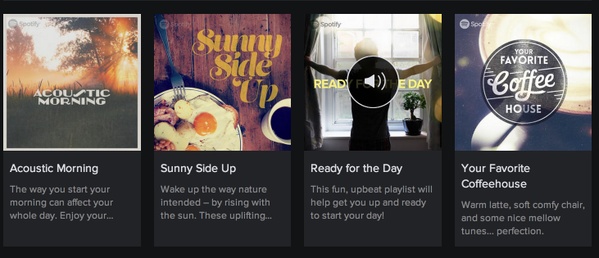 Spotify
ACOUSTIC
MORNING
Acoustic Morning
The way you start your
morning can affect your
whole day. Enjoy your...
Spotify
Sunny
Side
Up
Sunny Side Up
Wake up the way nature
intended – by rising with
the sun. These uplifting...
Spotify
READY THE DAY
Ready for the Day
This fun, upbeat playlist will
help get you up and ready
to start your day!
Spotify
YOUR
FAVORITE
Coffee
HOUSE
Your Favorite
Coffeehouse
Warm latte, soft comfy chair,
and some nice mellow
tunes... perfection.